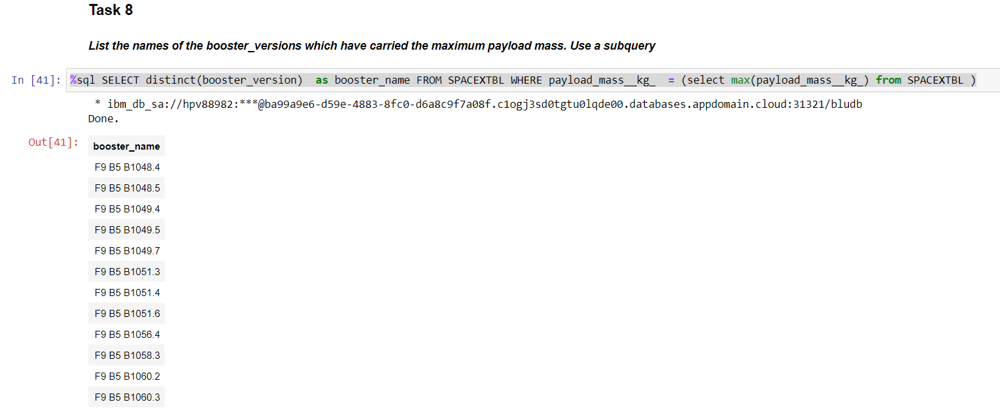 Task 8
List the names of the booster_versions which have carried the maximum payload mass. Use a subquery
In [41]: %sql SELECT distinct(booster_version)  as booster_name FROM SPACEXTBL WHERE payload_mass__kg_  = (select max(payload_mass__kg_) from SPACEXTBL )
* ibm_db_sa://hpv88982:***@ba99a9e6-d59e-4883-8fc0-d6a8c9f7a08f.c1ogj3sd0tgtu0lqde00.databases.appdomain.cloud:31321/bludb
Done.
Out[41]: booster_name
F9 B5 B1048.4
F9 B5 B1048.5
F9 B5 B1049.4
F9 B5 B1049.5
F9 B5 B1049.7
F9 B5 B1051.3
F9 B5 B1051.4
F9 B5 B1051.6
F9 B5 B1056.4
F9 B5 B1058.3
F9 B5 B1060.2
F9 B5 B1060.3